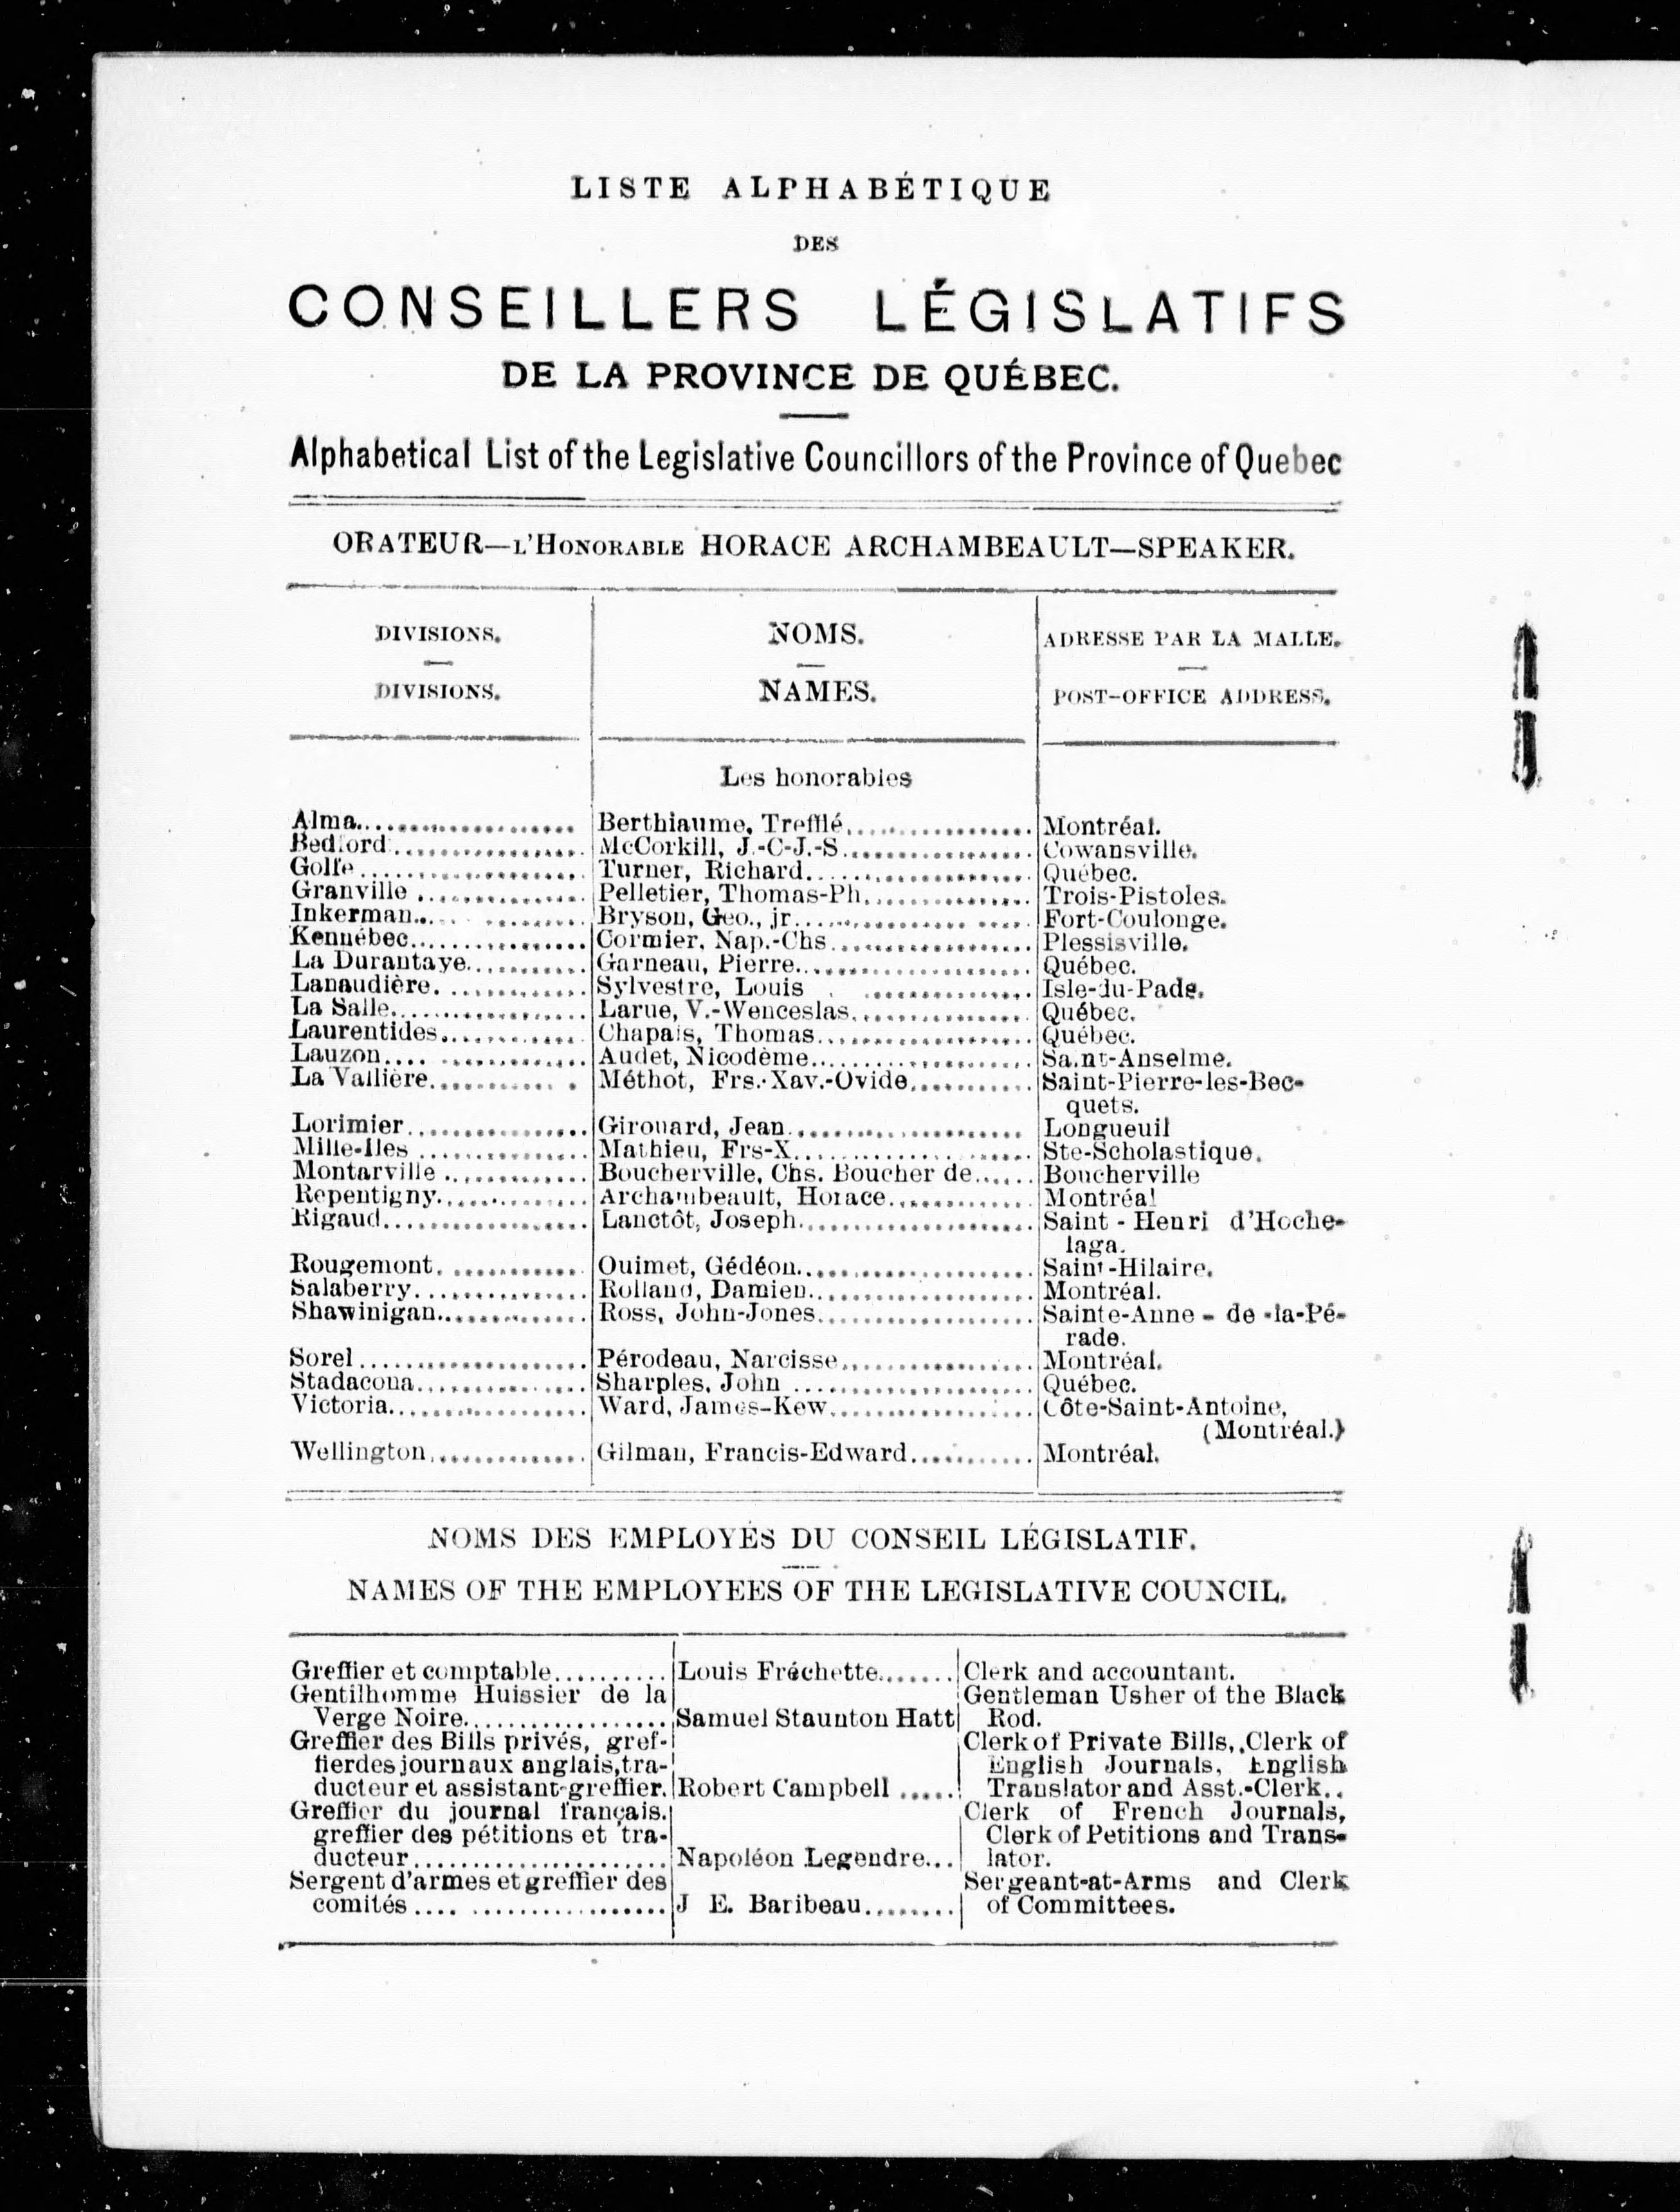 LISTE ALPHABÉTIQUE
DES
CONSEILLERS LÉGISLATIFS
DE LA PROVINCE DE QUÉBEC.
Alphabetical List of the Legislative Councillors of the Province of Quebec
ORATEUR—L'HONORABLE HORACE ARCHAMBEAULT—SPEAKER.
DIVISIONS. NOMS. ADRESSE PAR LA MALLE.
DIVISIONS. NAMES. POST-OFFICE ADDRESS.
Les honorables
Alma.................... Berthiaume, Trefflé.................... Montréal.
Bedford.................... McCorkill, J.-C-J.-S.................... Cowansville.
Golfe.................... Turner, Richard.................... Québec.
Granville.................... Pelletier, Thomas-Ph.................... Trois-Pistoles.
Inkerman.................... Bryson, Geo., jr.................... Fort-Coulonge.
Kennébec.................... Cormier, Nap.-Chs.................... Plessisville.
La Durantaye.................... Garneau, Pierre.................... Québec.
Lanaudière.................... Sylvestre, Louis.................... Isle-du-Pads.
La Salle.................... Larue, V.-Wenceslas.................... Québec.
Laurentides.................... Chapais, Thomas.................... Québec.
Lauzon.................... Audet, Nicodème.................... Saint-Anselme.
La Vallière.................... Méthot, Frs.-Xav.-Ovide.................... Saint-Pierre-les-Bec-
quets.
Lorimier.................... Girouard, Jean.................... Longueuil
Mille-Iles.................... Mathieu, Frs-X.................... Ste-Scholastique.
Montarville.................... Boucherville, Chs. Boucher de...... Boucherville
Repentigny.................... Archambeault, Horace.................... Montréal
Rigaud.................... Lanctôt, Joseph.................... Saint - Henri d'Hoche-
laga.
Rougemont.................... Ouimet, Gédéon.................... Saint-Hilaire.
Salaberry.................... Rolland, Damien.................... Montréal.
Shawinigan.................... Ross, John-Jones.................... Sainte-Anne - de -la-Pé-
rade.
Sorel.................... Pérodeau, Narcisse.................... Montréal.
Stadacona.................... Sharples, John.................... Québec.
Victoria.................... Ward, James-Kew.................... Côte-Saint-Antoine,
(Montréal.)
Wellington.................... Gilman, Francis-Edward.................... Montréal.
NOMS DES EMPLOYÉS DU CONSEIL LÉGISLATIF.
NAMES OF THE EMPLOYEES OF THE LEGISLATIVE COUNCIL.
Greffier et comptable.......... Louis Fréchette....... Clerk and accountant.
Gentilhomme Huissier de la Gentleman Usher of the Black
Verge Noire.................. Samuel Staunton Hatt Rod.
Greffier des Bills privés, gref- Clerk of Private Bills, Clerk of
fier des journaux anglais, tra- English Journals, English
ducteur et assistant-greffier. Robert Campbell ..... Translator and Asst.-Clerk..
Greffier du journal français. Clerk of French Journals,
greffier des pétitions et tra- Clerk of Petitions and Trans-
ducteur...................... Napoléon Legendre... lator.
Sergent d'armes et greffier des Sergeant-at-Arms and Clerk
comités.................... J E. Baribeau........ of Committees.